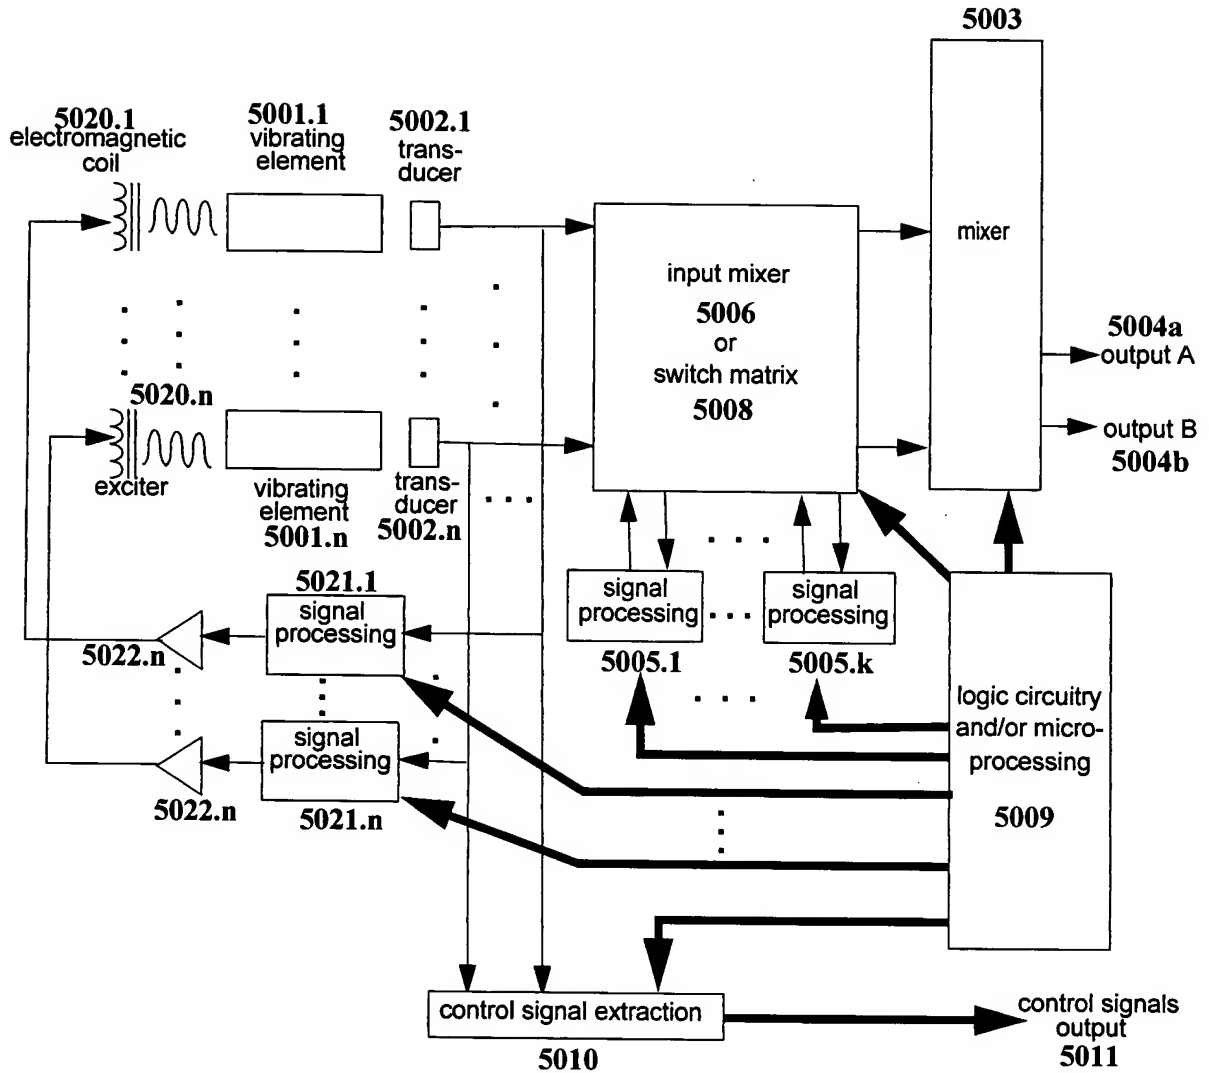 5003
5020.1
electromagnetic
coil
5001.1
vibrating
element
5002.1
trans-
ducer
input mixer
5006
or
switch matrix
5008
mixer
5004a
output A
output B
5004b
5020.n
exciter
vibrating
element
5001.n
trans-
ducer
5002.n
5021.1
signal
processing
5022.n
signal
processing
5022.n
5021.n
signal
processing
5005.1
signal
processing
5005.k
logic circuitry
and/or micro-
processing
5009
control signal extraction
5010
control signals
output
5011